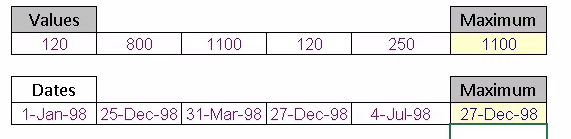 Values Maximum
120 800 1100 120 250 1100
Dates Maximum
1-Jan-98 25-Dec-98 31-Mar-98 27-Dec-98 4-Jul-98 27-Dec-98